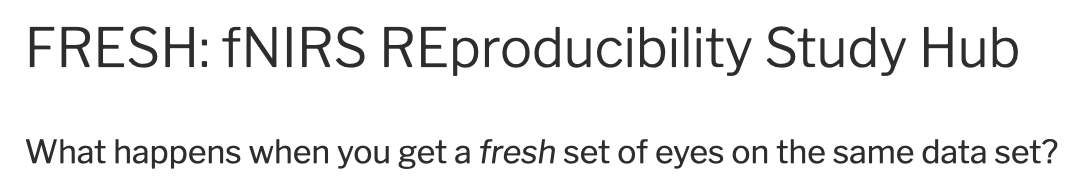 FRESH: fNIRS REproducibility Study Hub
What happens when you get a fresh set of eyes on the same data set?